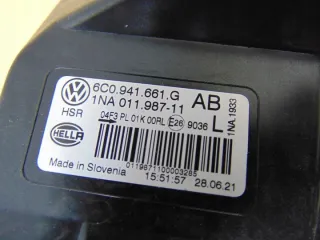 6C0.941.661.G AB
1NA 011.987-11
HSR 04F3 PL 01K 00RL E26 9036 L
1NA 1933
HELLA
Made in Slovenia
0119671100003285
15:51:57 28.06.21